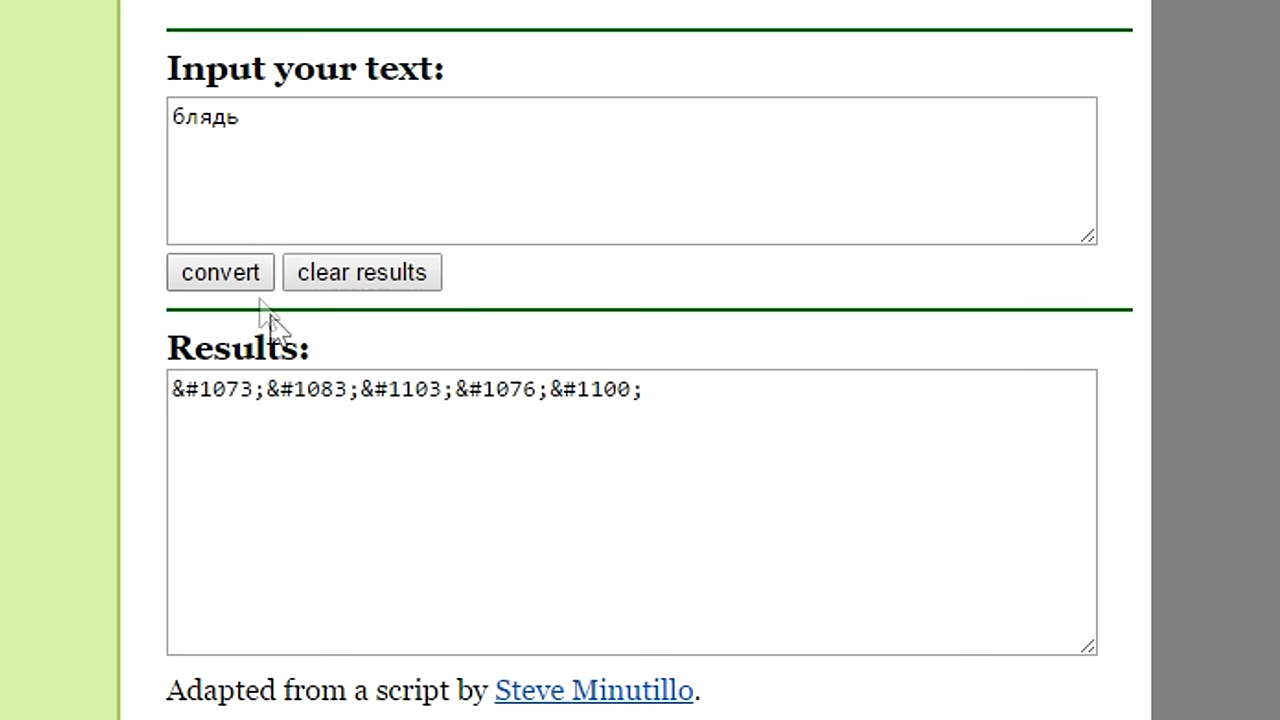 Input your text:
блядь
convert clear results
Results:
&#1073;&#1083;&#1103;&#1076;&#1100;
Adapted from a script by Steve Minutillo.